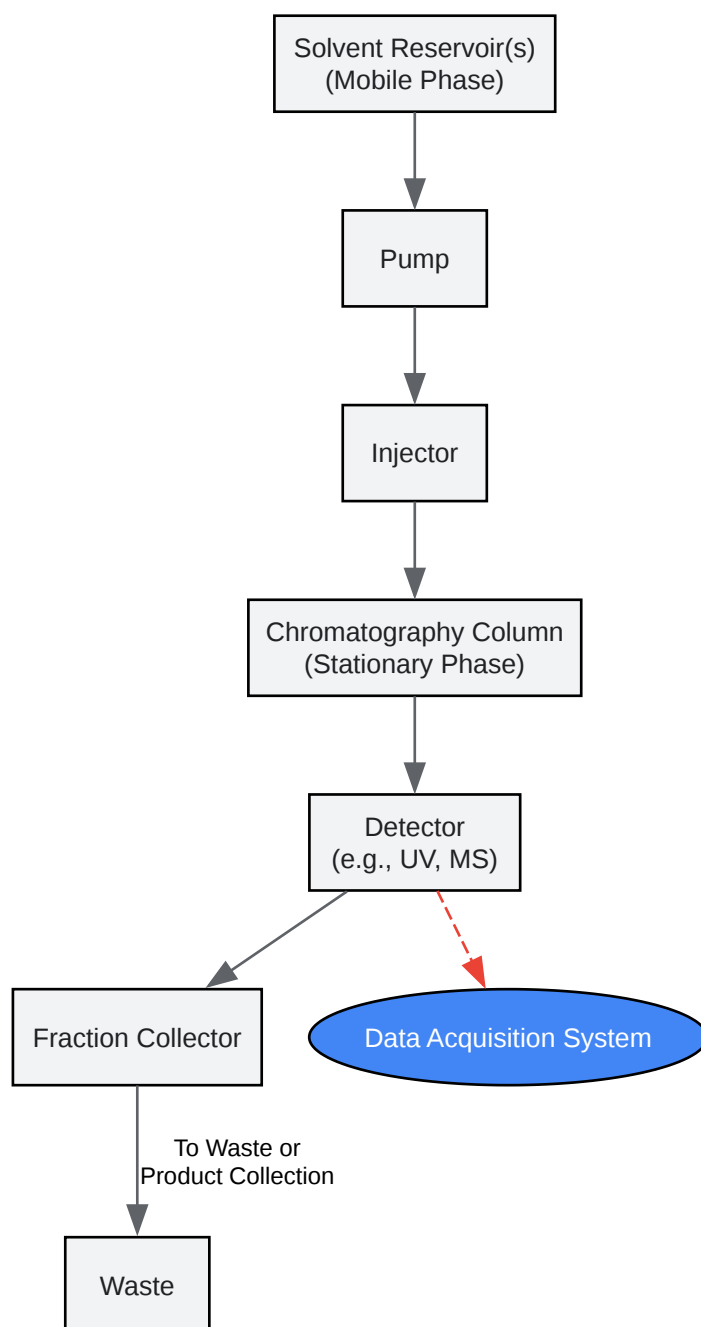 Solvent Reservoir(s)
(Mobile Phase)
Pump
Injector
Chromatography Column
(Stationary Phase)
Detector
(e.g., UV, MS)
Fraction Collector
Data Acquisition System
To Waste or
Product Collection
Waste